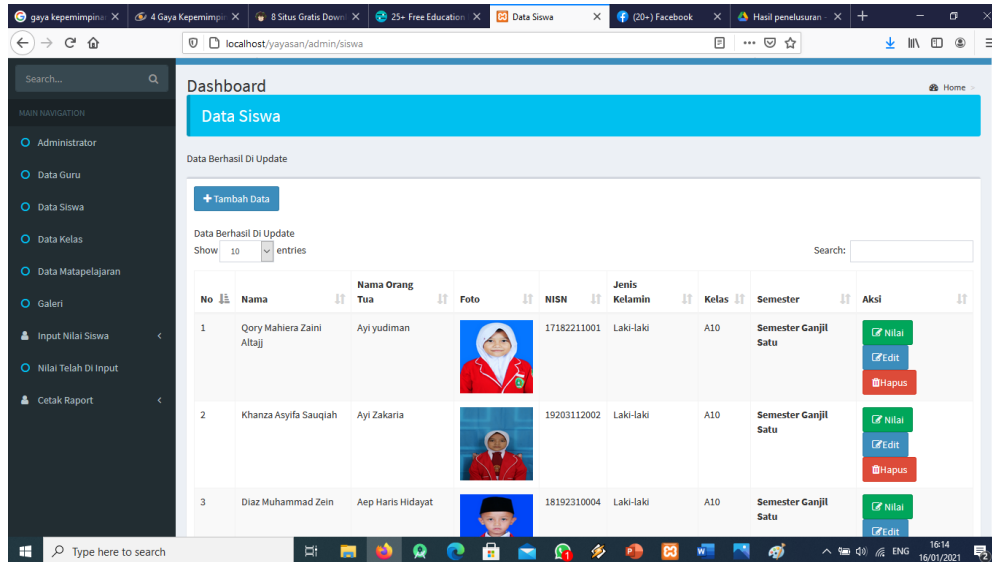 gaya kepemimpina
4 Gaya Kepemimpin
8 Situs Gratis Downl
25+ Free Education
Data Siswa
(20+) Facebook
Hasil penelusuran -
localhost/yayasan/admin/siswa
Search...
MAIN NAVIGATION
Administrator
Data Guru
Data Siswa
Data Kelas
Data Matapelajaran
Galeri
Input Nilai Siswa
Nilai Telah Di Input
Cetak Raport
Dashboard
Home >
Data Siswa
Data Berhasil Di Update
+Tambah Data
Data Berhasil Di Update
Show 10 entries
Search:
No Nama Nama Orang Tua Foto NISN Jenis Kelamin Kelas Semester Aksi
1 Qory Mahiera Zaini Altajj Ayi yudiman 17182211001 Laki-laki A10 Semester Ganjil Satu
Nilai
Edit
Hapus
2 Khanza Asyifa Sauqiah Ayi Zakaria 19203112002 Laki-laki A10 Semester Ganjil Satu
Nilai
Edit
Hapus
3 Diaz Muhammad Zein Aep Haris Hidayat 18192310004 Laki-laki A10 Semester Ganjil Satu
Nilai
Edit
Type here to search
ENG
16:14
16/01/2021
2